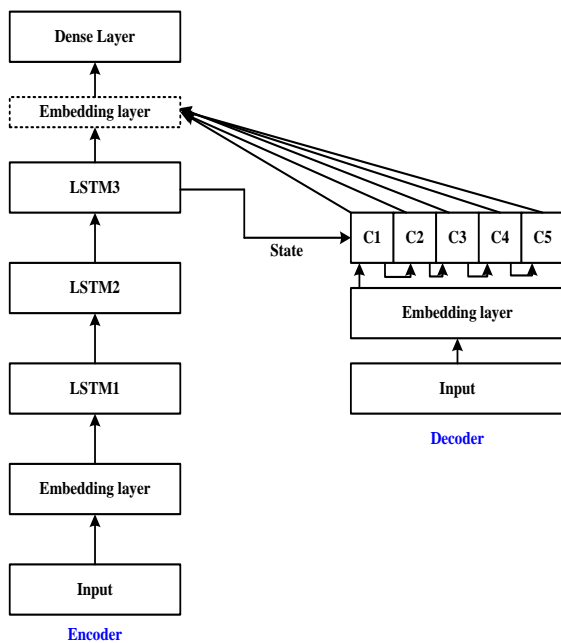 Dense Layer
Embedding layer
LSTM3
State
C1 C2 C3 C4 C5
LSTM2
Embedding layer
LSTM1
Input
Decoder
Embedding layer
Input
Encoder